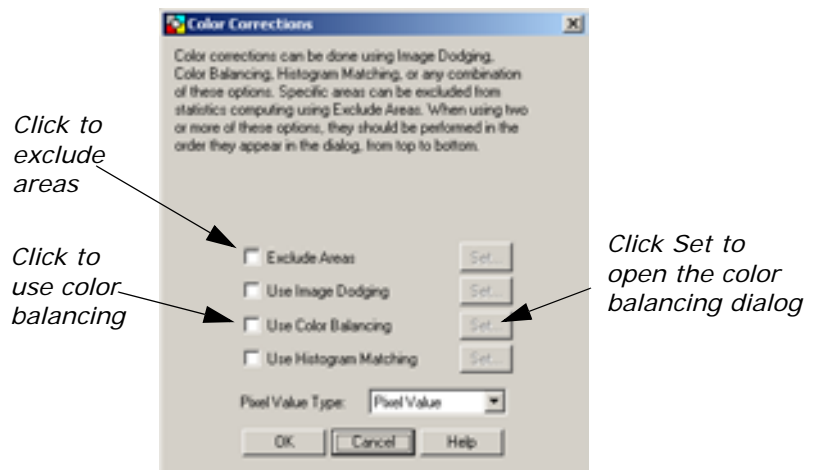 Color Corrections
Color corrections can be done using Image Dodging,
Color Balancing, Histogram Matching, or any combination
of these options. Specific areas can be excluded from
statistics computing using Exclude Areas. When using two
or more of these options, they should be performed in the
order they appear in the dialog, from top to bottom.
Click to
exclude
areas
Exclude Areas Set...
Click to
use color
balancing
Use Image Dodging Set...
Use Color Balancing Set...
Use Histogram Matching Set...
Click Set to
open the color
balancing dialog
Pixel Value Type: Pixel Value
OK Cancel Help